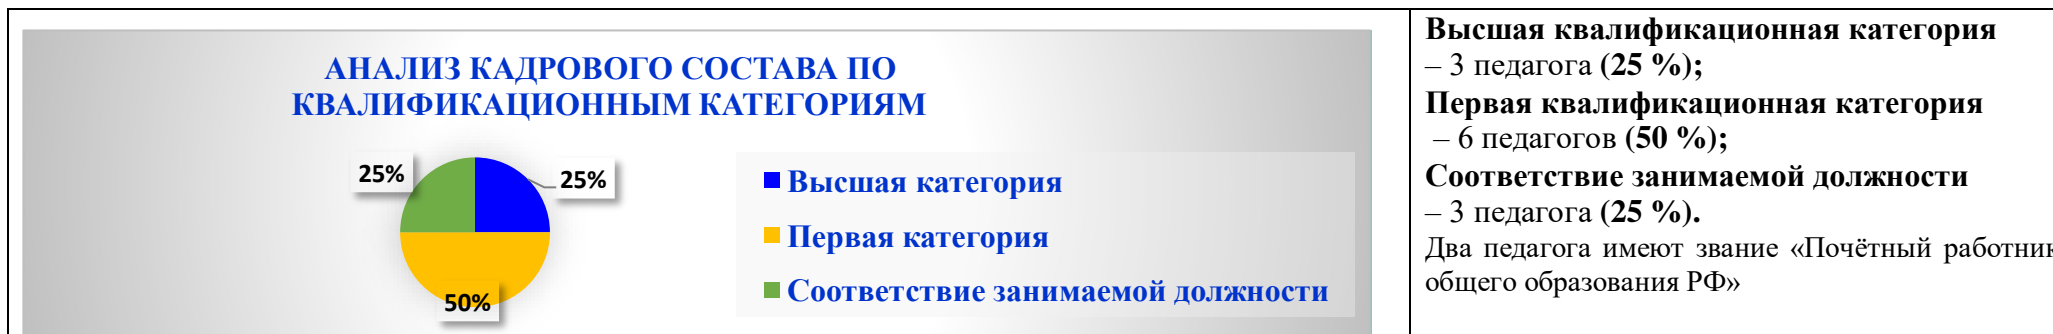 АНАЛИЗ КАДРОВОГО СОСТАВА ПО
КВАЛИФИКАЦИОННЫМ КАТЕГОРИЯМ
25%
25%
50%
Высшая категория
Первая категория
Соответствие занимаемой должности
Высшая квалификационная категория
– 3 педагога (25 %);
Первая квалификационная категория
– 6 педагогов (50 %);
Соответствие занимаемой должности
– 3 педагога (25 %).
Два педагога имеют звание «Почётный работник
общего образования РФ»